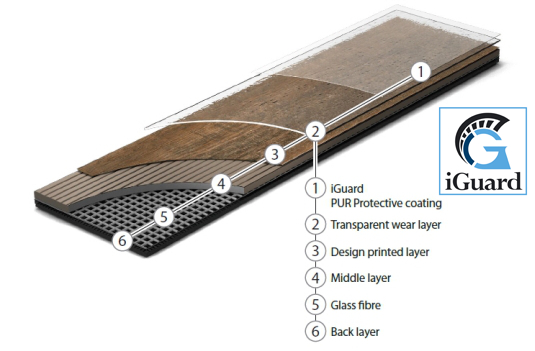 1
2
3
4
5
6
iGuard
1 iGuard
PUR Protective coating
2 Transparent wear layer
3 Design printed layer
4 Middle layer
5 Glass fibre
6 Back layer